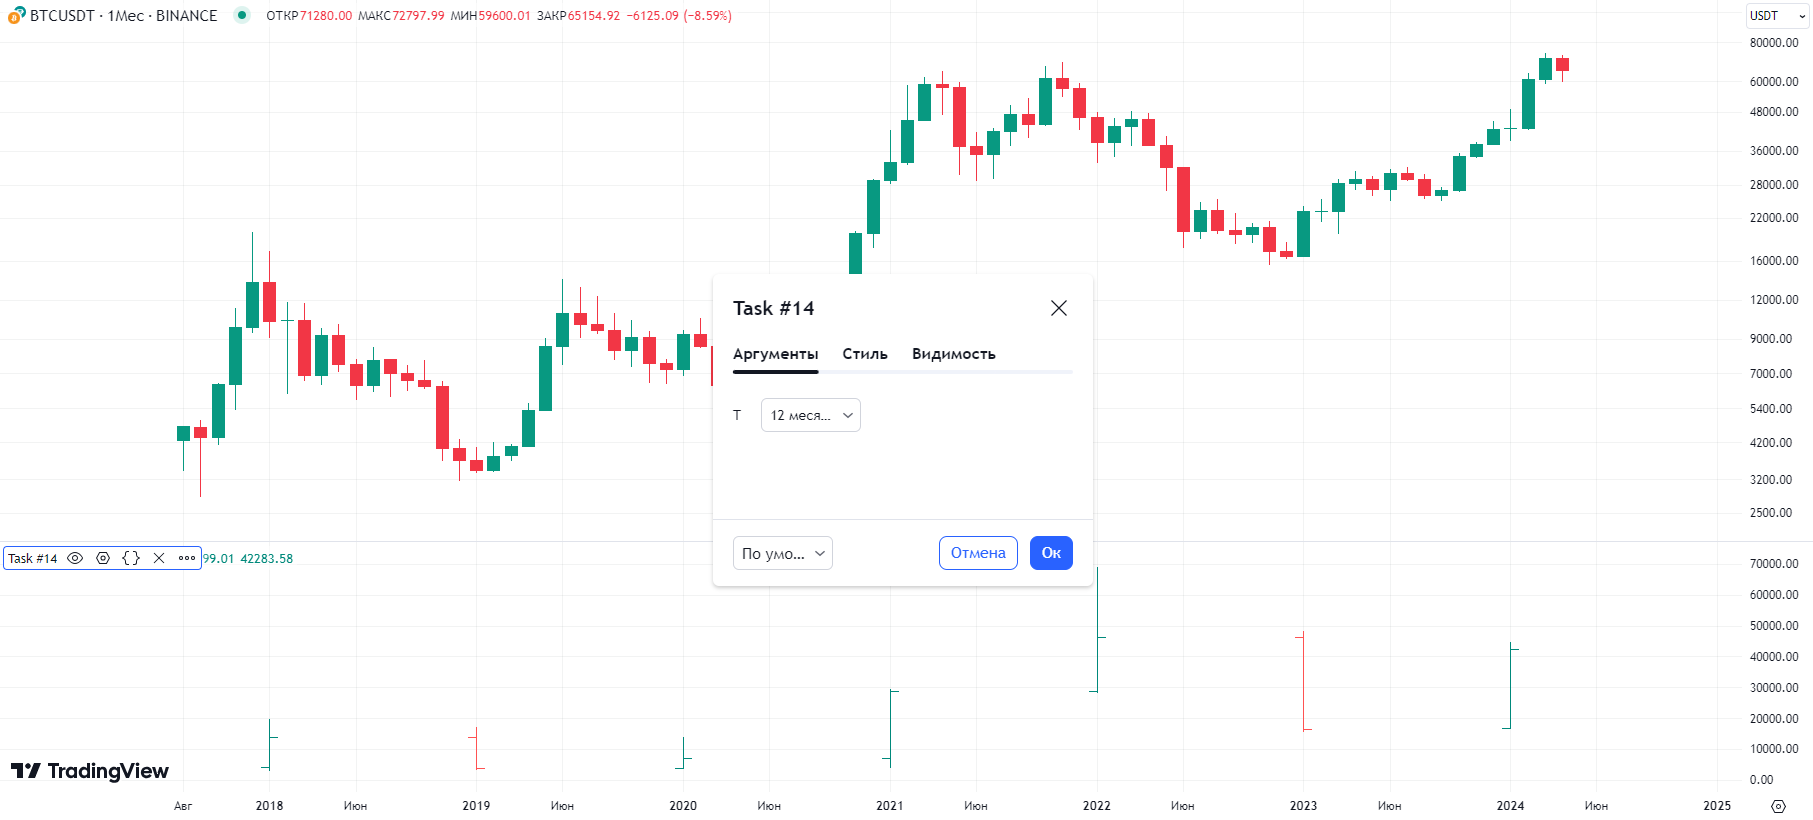 BTCUSDT · 1Мес · BINANCE ОТКР71280.00 МАКС72797.99 МИН59600.01 ЗАКР65154.92 −6125.09 (−8.59%)
USDT
80000.00
60000.00
48000.00
36000.00
28000.00
22000.00
16000.00
12000.00
9000.00
7000.00
5400.00
4200.00
3200.00
2500.00
Task #14
Аргументы Стиль Видимость
T 12 меся...
По умо... Отмена Ок
Task #14 99.01 42283.58
70000.00
60000.00
50000.00
40000.00
30000.00
20000.00
10000.00
0.00
TradingView
Авг 2018 Июн 2019 Июн 2020 Июн 2021 Июн 2022 Июн 2023 Июн 2024 Июн 2025